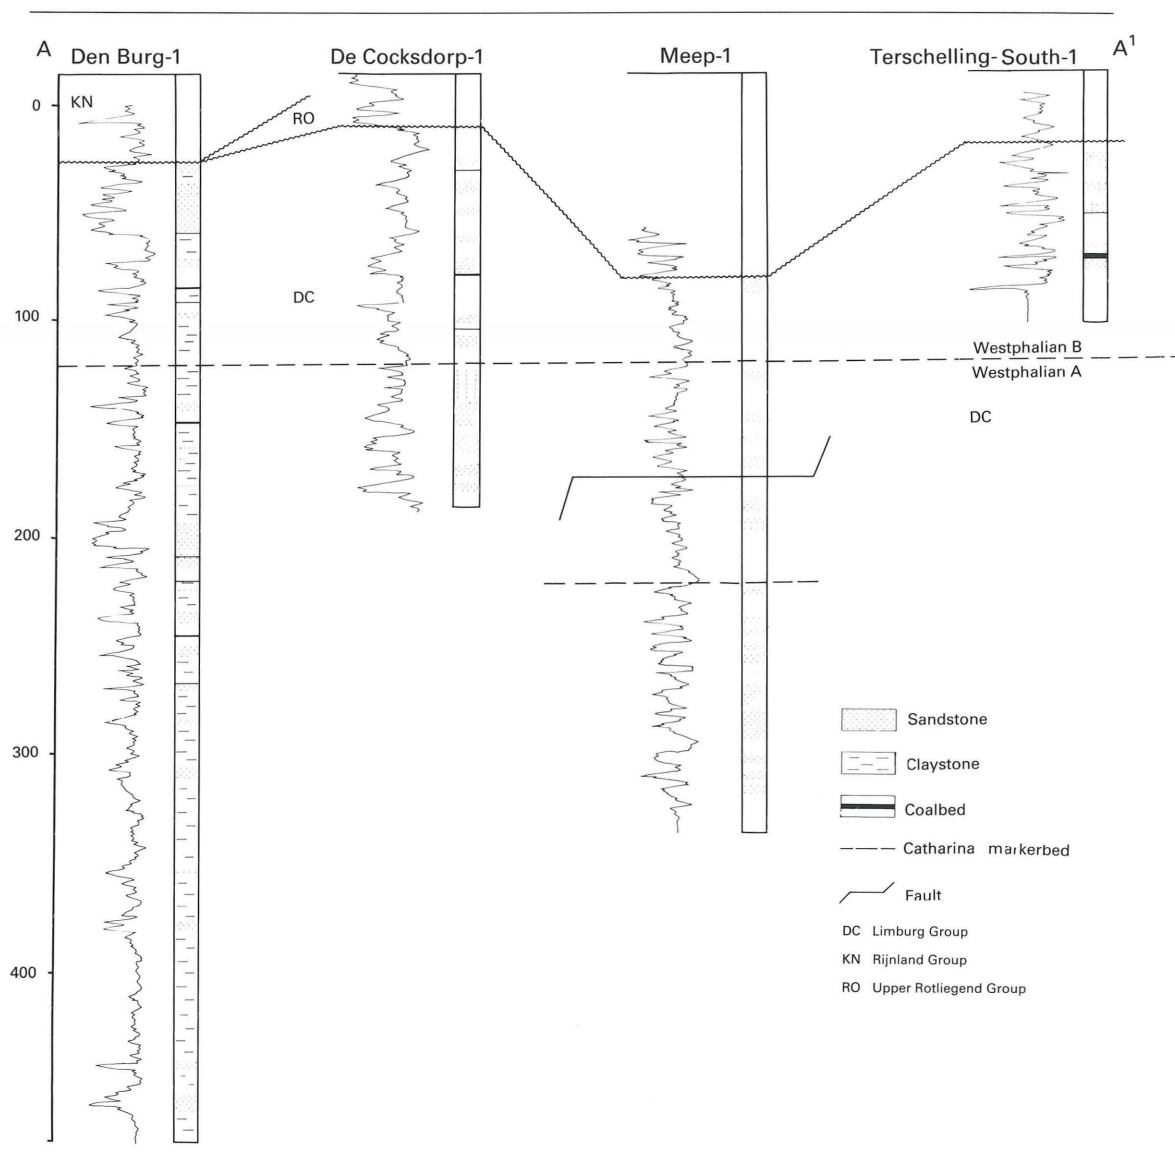 A
Den Burg-1
De Cocksdorp-1
Meep-1
Terschelling-South-1
A¹
0
KN
RO
DC
100
Westphalian B
Westphalian A
DC
200
300
400
Sandstone
Claystone
Coalbed
Catharina markerbed
Fault
DC Limburg Group
KN Rijnland Group
RO Upper Rotliegend Group